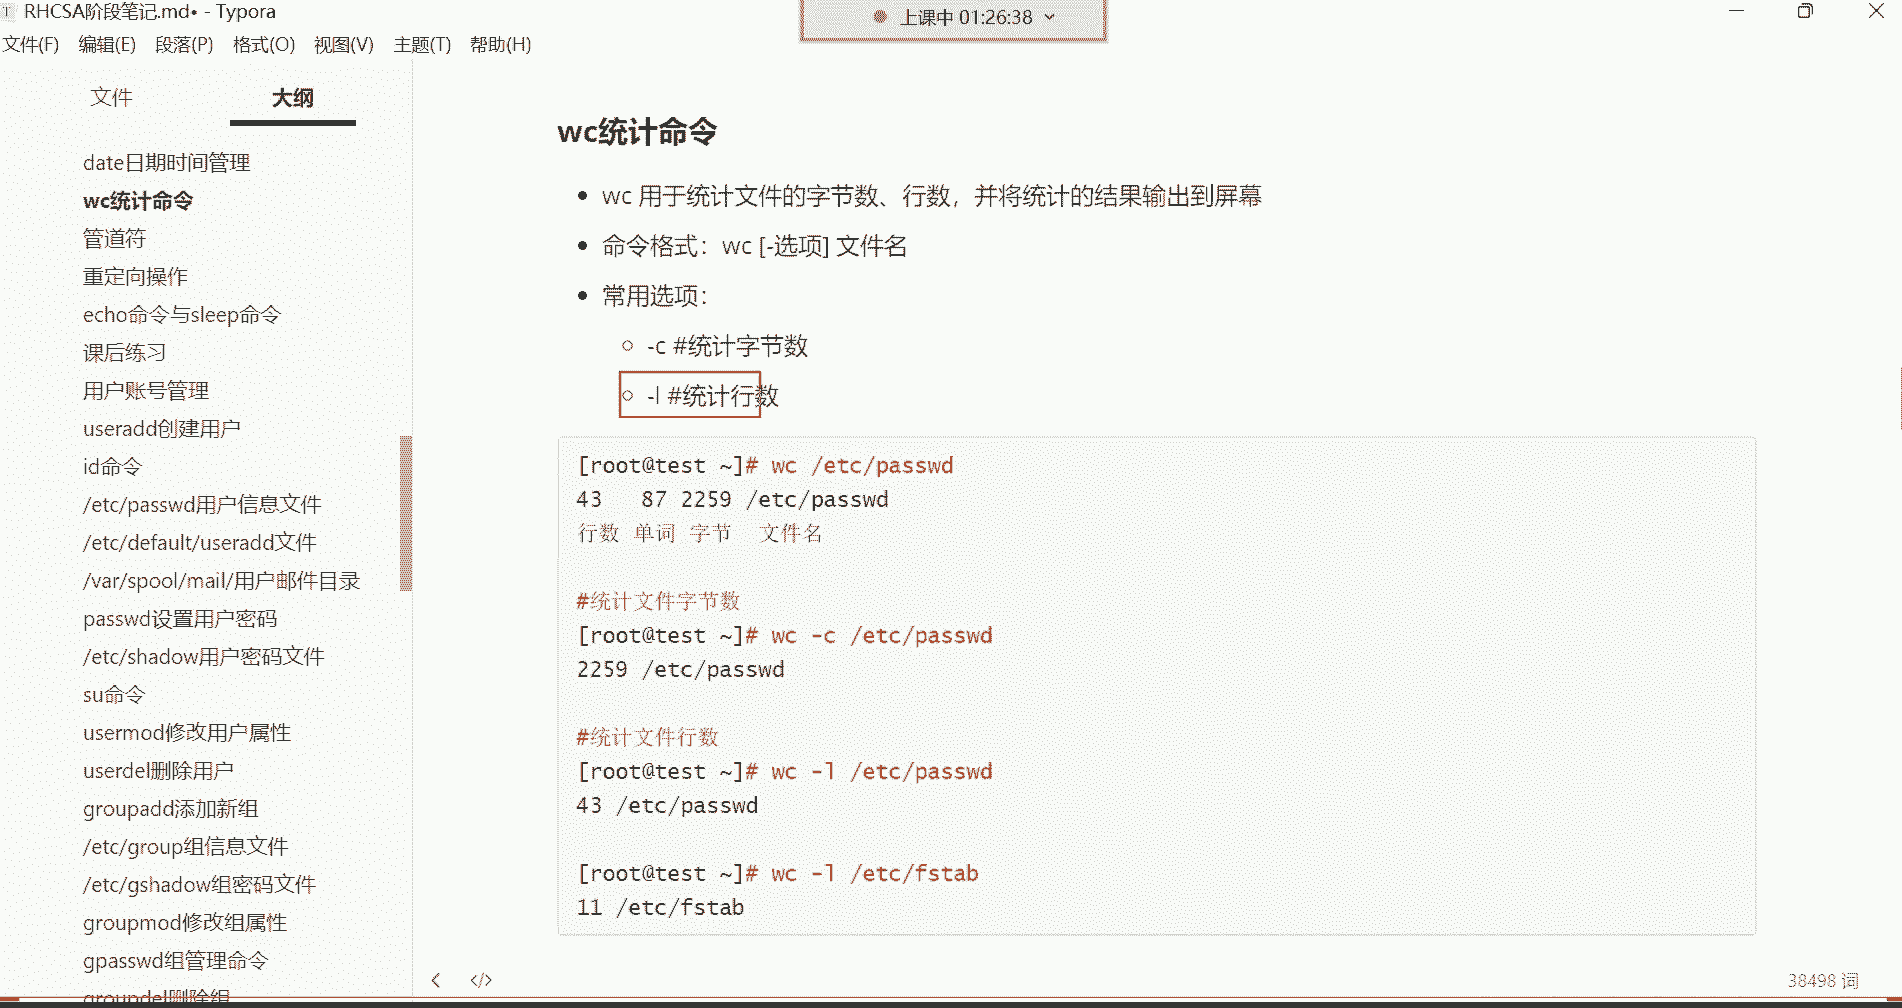 RHCSA阶段笔记.md• - Typora
上课中 01:26:38
文件(F) 编辑(E) 段落(P) 格式(O) 视图(V) 主题(T) 帮助(H)
文件 大纲
date日期时间管理
wc统计命令
管道符
重定向操作
echo命令与sleep命令
课后练习
用户账号管理
useradd创建用户
id命令
/etc/passwd用户信息文件
/etc/default/useradd文件
/var/spool/mail/用户邮件目录
passwd设置用户密码
/etc/shadow用户密码文件
su命令
usermod修改用户属性
userdel删除用户
groupadd添加新组
/etc/group组信息文件
/etc/gshadow组密码文件
groupmod修改组属性
gpasswd组管理命令
groupdel删除组
wc统计命令
wc 用于统计文件的字节数、行数，并将统计的结果输出到屏幕
命令格式：wc [-选项] 文件名
常用选项：
-c #统计字节数
-l #统计行数
[root@test ~]# wc /etc/passwd
43 87 2259 /etc/passwd
行数 单词 字节 文件名
#统计文件字节数
[root@test ~]# wc -c /etc/passwd
2259 /etc/passwd
#统计文件行数
[root@test ~]# wc -l /etc/passwd
43 /etc/passwd
[root@test ~]# wc -l /etc/fstab
11 /etc/fstab
38498 词